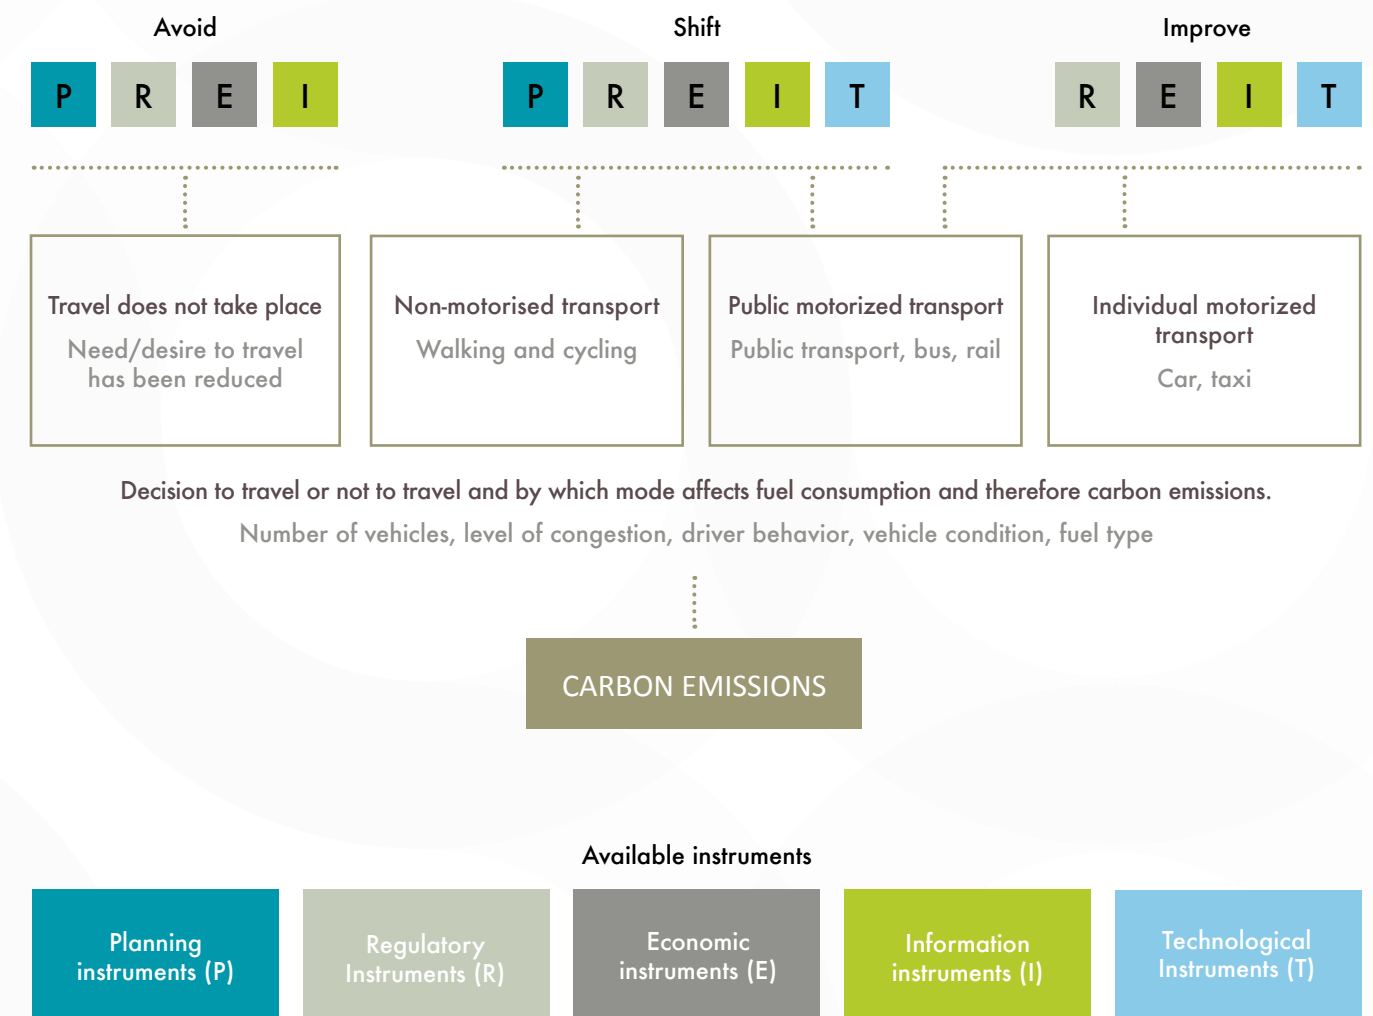 Avoid
P R E I
Shift
P R E I T
Improve
R E I T
Travel does not take place
Need/desire to travel
has been reduced
Non-motorised transport
Walking and cycling
Public motorized transport
Public transport, bus, rail
Individual motorized
transport
Car, taxi
Decision to travel or not to travel and by which mode affects fuel consumption and therefore carbon emissions.
Number of vehicles, level of congestion, driver behavior, vehicle condition, fuel type
CARBON EMISSIONS
Available instruments
Planning
instruments (P)
Regulatory
Instruments (R)
Economic
instruments (E)
Information
instruments (I)
Technological
Instruments (T)